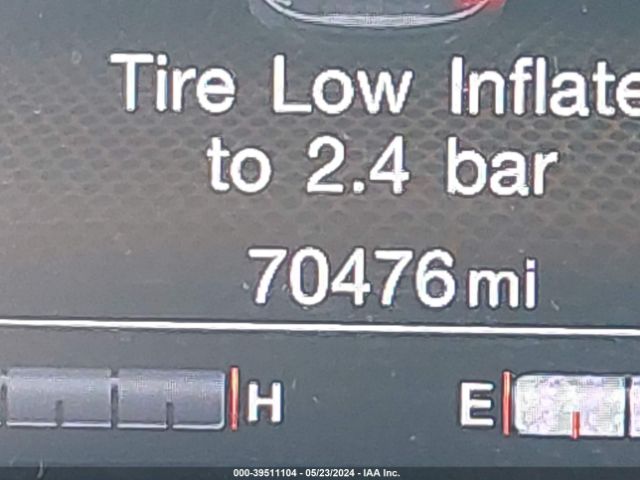 Tire Low Inflate
to 2.4 bar
70476 mi
H E
000-39511104 - 05/23/2024 - IAA Inc.